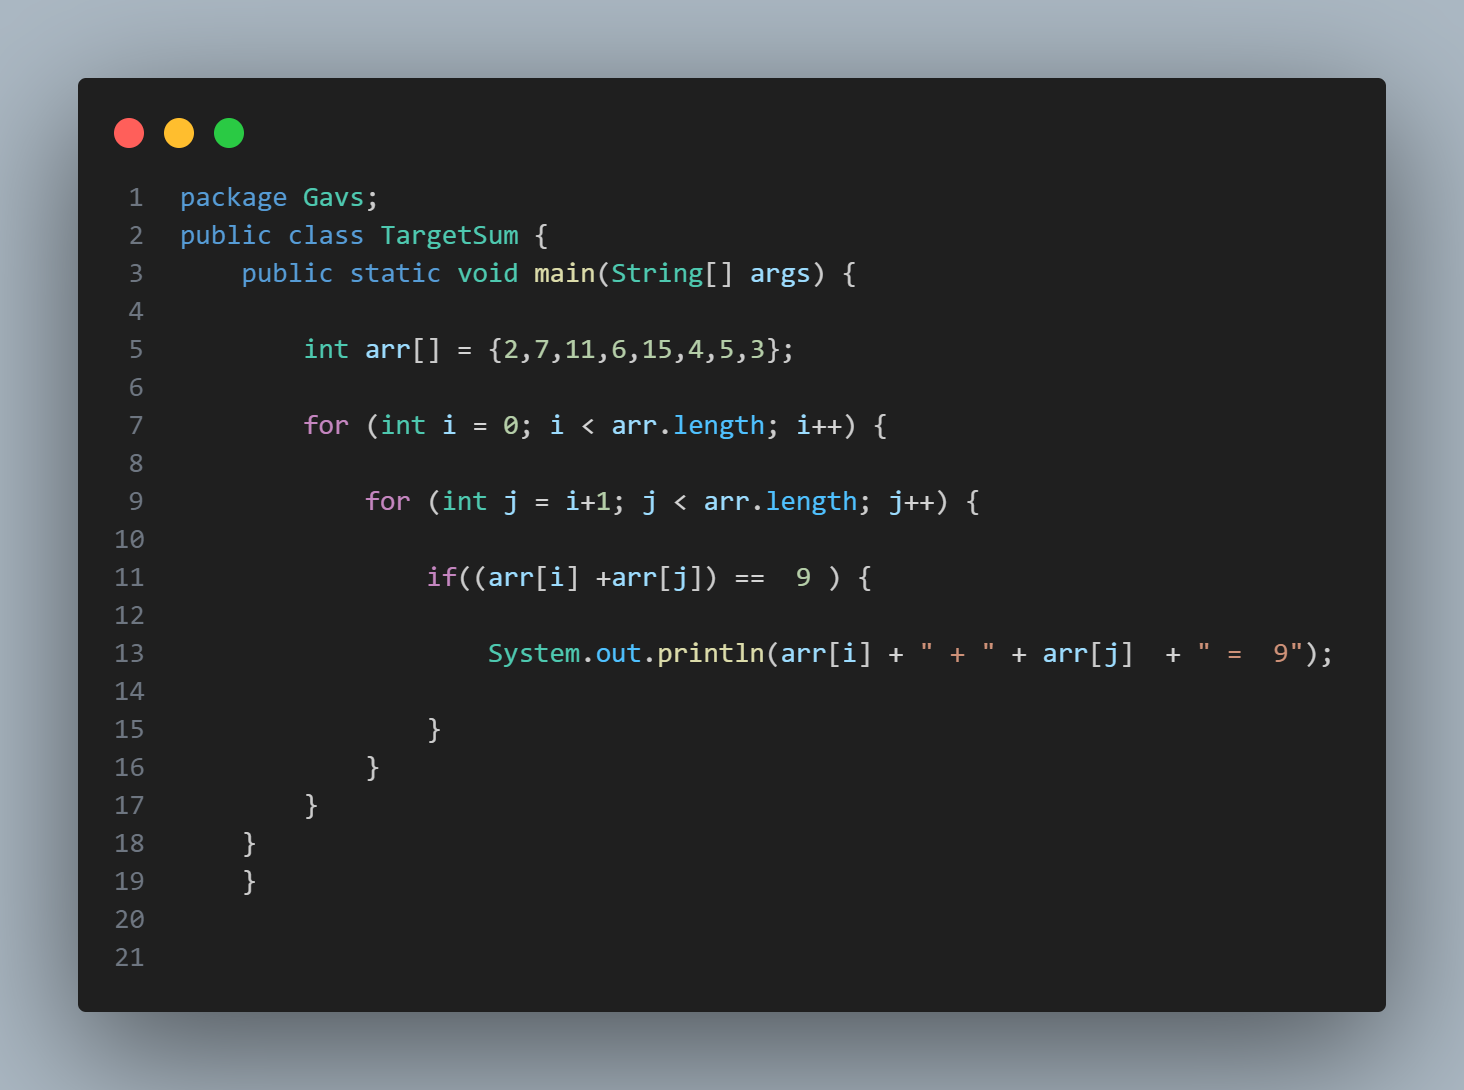 1 package Gavs;
2 public class TargetSum {
3     public static void main(String[] args) {
4
5         int arr[] = {2,7,11,6,15,4,5,3};
6
7         for (int i = 0; i < arr.length; i++) {
8
9             for (int j = i+1; j < arr.length; j++) {
10
11                 if((arr[i] +arr[j]) ==  9 ) {
12
13                     System.out.println(arr[i] + " + " + arr[j]  + " =  9");
14
15                 }
16             }
17         }
18     }
19     }
20
21